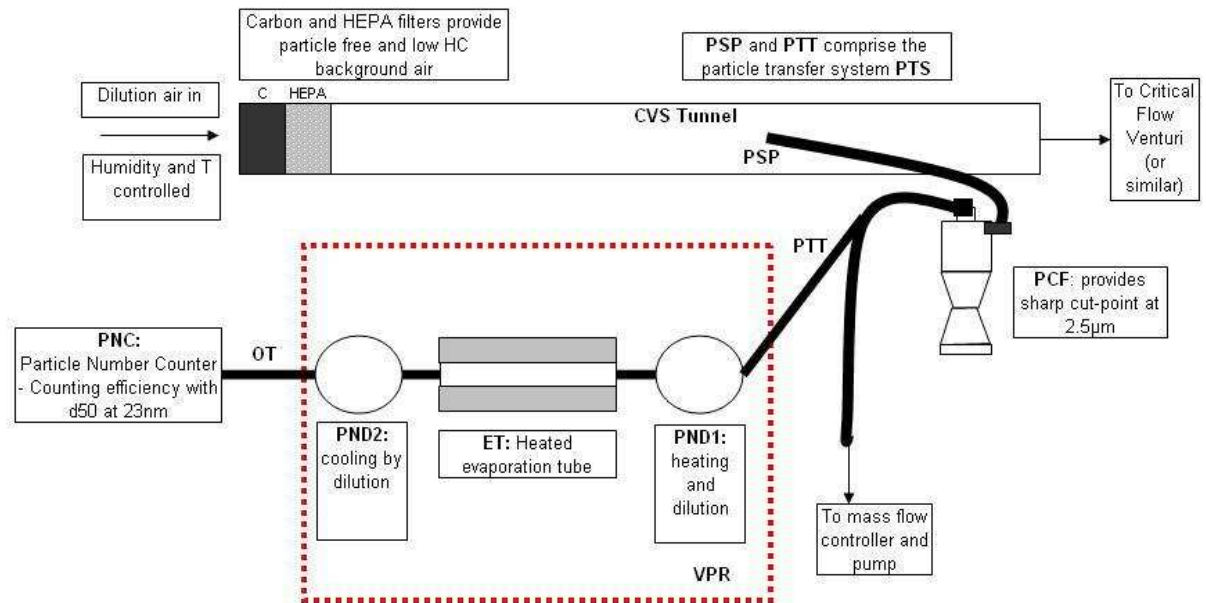 Carbon and HEPA filters provide
particle free and low HC
background air
PSP and PTT comprise the
particle transfer system PTS
Dilution air in
C HEPA
CVS Tunnel
To Critical
Flow
Venturi
(or
similar)
Humidity and T
controlled
PSP
PTT
PCF: provides
sharp cut-point at
2.5µm
PNC:
Particle Number Counter
- Counting efficiency with
d50 at 23nm
OT
PND2:
cooling by
dilution
ET: Heated
evaporation tube
PND1:
heating
and
dilution
To mass flow
controller and
pump
VPR